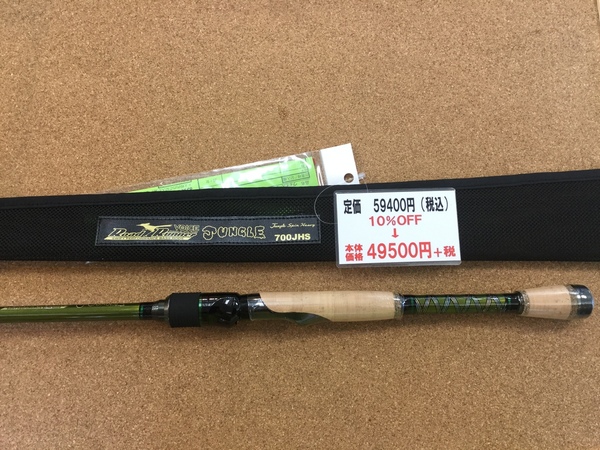 定価 59400円(税込)
10%OFF
↓
本体価格 49500円+税
Road Runner
VOICE
JUNGLE
Jungle Spin Heavy
700JHS